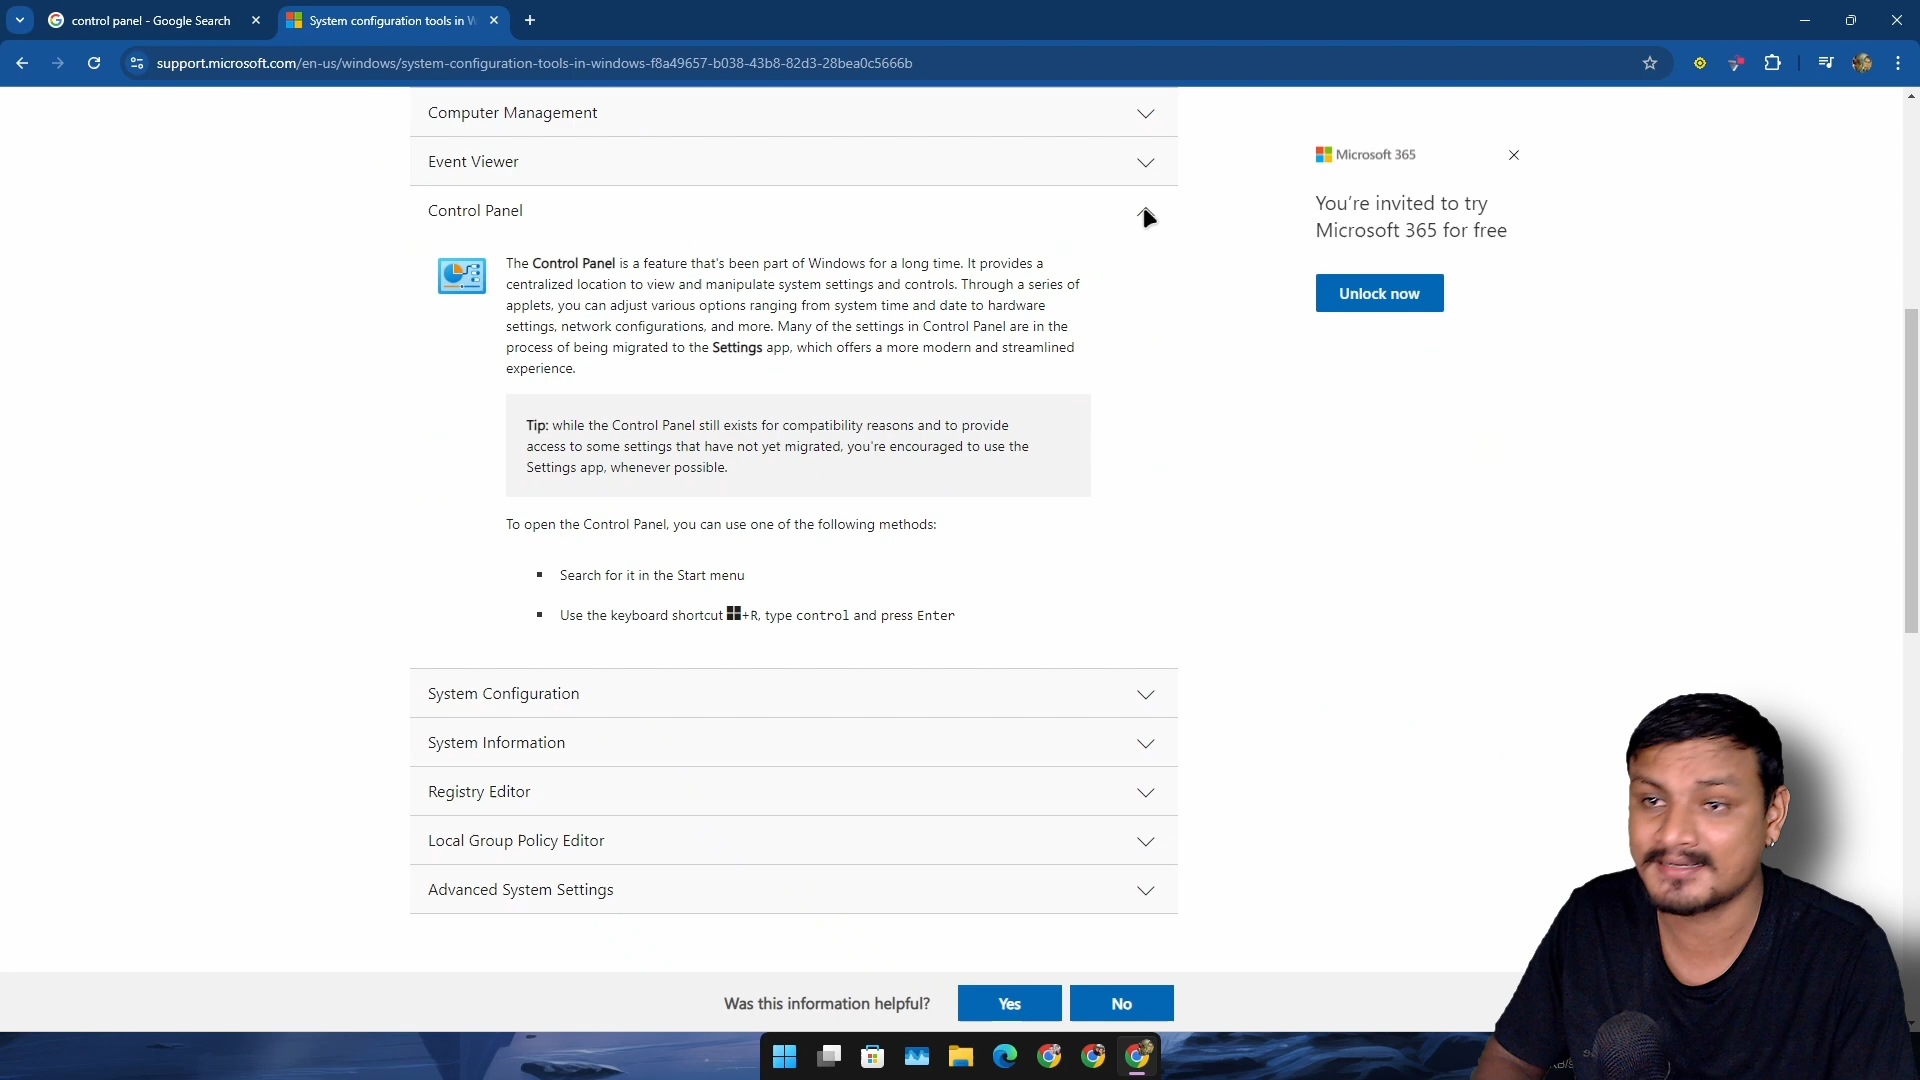 control panel - Google Search
System configuration tools in W
support.microsoft.com/en-us/windows/system-configuration-tools-in-windows-f8a49657-b038-43b8-82d3-28bea0c5666b
Computer Management
Event Viewer
Control Panel
The Control Panel is a feature that's been part of Windows for a long time. It provides a
centralized location to view and manipulate system settings and controls. Through a series of
applets, you can adjust various options ranging from system time and date to hardware
settings, network configurations, and more. Many of the settings in Control Panel are in the
process of being migrated to the Settings app, which offers a more modern and streamlined
experience.
Tip: while the Control Panel still exists for compatibility reasons and to provide
access to some settings that have not yet migrated, you're encouraged to use the
Settings app, whenever possible.
To open the Control Panel, you can use one of the following methods:
Search for it in the Start menu
Use the keyboard shortcut +R, type control and press Enter
System Configuration
System Information
Registry Editor
Local Group Policy Editor
Advanced System Settings
Microsoft 365
You're invited to try
Microsoft 365 for free
Unlock now
Was this information helpful?
Yes
No